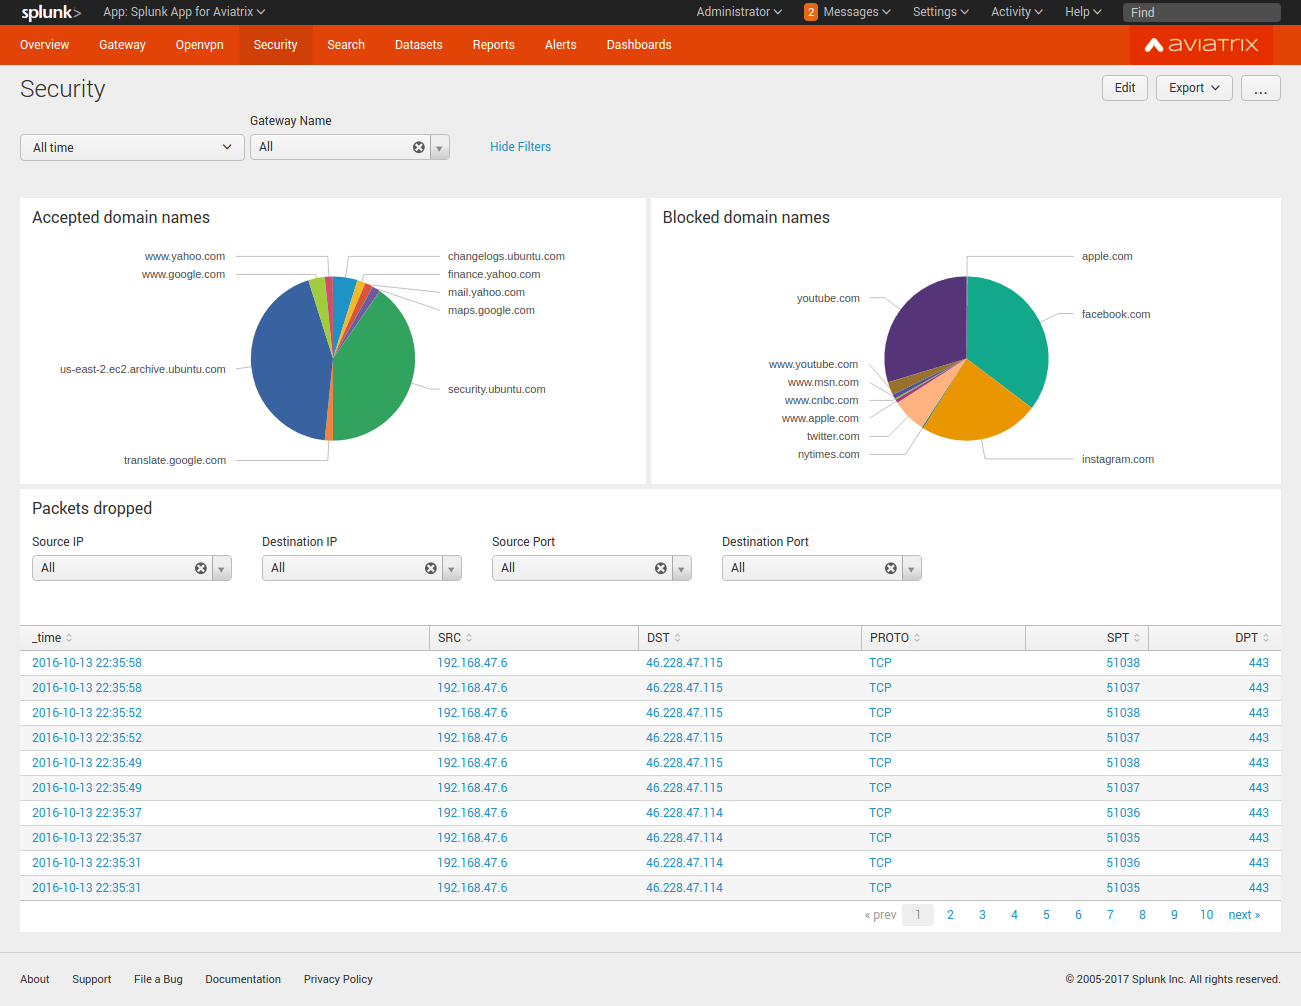 splunk> App: Splunk App for Aviatrix Administrator 2 Messages Settings Activity Help Find
Overview Gateway Openvpn Security Search Datasets Reports Alerts Dashboards AVIATRIX
Security Edit Export ...
Gateway Name
All time All Hide Filters
Accepted domain names
www.yahoo.com
www.google.com
us-east-2.ec2.archive.ubuntu.com
translate.google.com
changelogs.ubuntu.com
finance.yahoo.com
mail.yahoo.com
maps.google.com
security.ubuntu.com
Blocked domain names
youtube.com
www.youtube.com
www.msn.com
www.cnbc.com
www.apple.com
twitter.com
nytimes.com
apple.com
facebook.com
instagram.com
Packets dropped
Source IP Destination IP Source Port Destination Port
All All All All
_time SRC DST PROTO SPT DPT
2016-10-13 22:35:58 192.168.47.6 46.228.47.115 TCP 51038 443
2016-10-13 22:35:58 192.168.47.6 46.228.47.115 TCP 51037 443
2016-10-13 22:35:52 192.168.47.6 46.228.47.115 TCP 51038 443
2016-10-13 22:35:52 192.168.47.6 46.228.47.115 TCP 51037 443
2016-10-13 22:35:49 192.168.47.6 46.228.47.115 TCP 51038 443
2016-10-13 22:35:49 192.168.47.6 46.228.47.115 TCP 51037 443
2016-10-13 22:35:37 192.168.47.6 46.228.47.114 TCP 51036 443
2016-10-13 22:35:37 192.168.47.6 46.228.47.114 TCP 51035 443
2016-10-13 22:35:31 192.168.47.6 46.228.47.114 TCP 51036 443
2016-10-13 22:35:31 192.168.47.6 46.228.47.114 TCP 51035 443
« prev 1 2 3 4 5 6 7 8 9 10 next »
About Support File a Bug Documentation Privacy Policy © 2005-2017 Splunk Inc. All rights reserved.